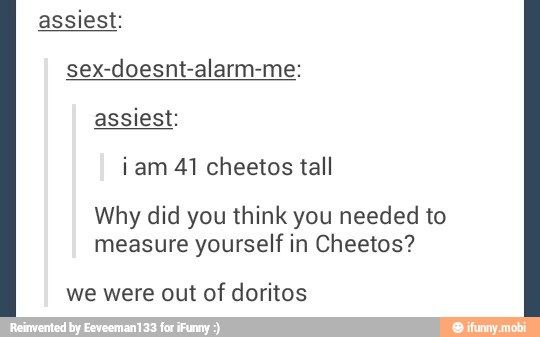 assiest:
sex-doesnt-alarm-me:
assiest:
i am 41 cheetos tall
Why did you think you needed to
measure yourself in Cheetos?
we were out of doritos
Reinvented by Eeveeman133 for iFunny :)
ifunny.mobi